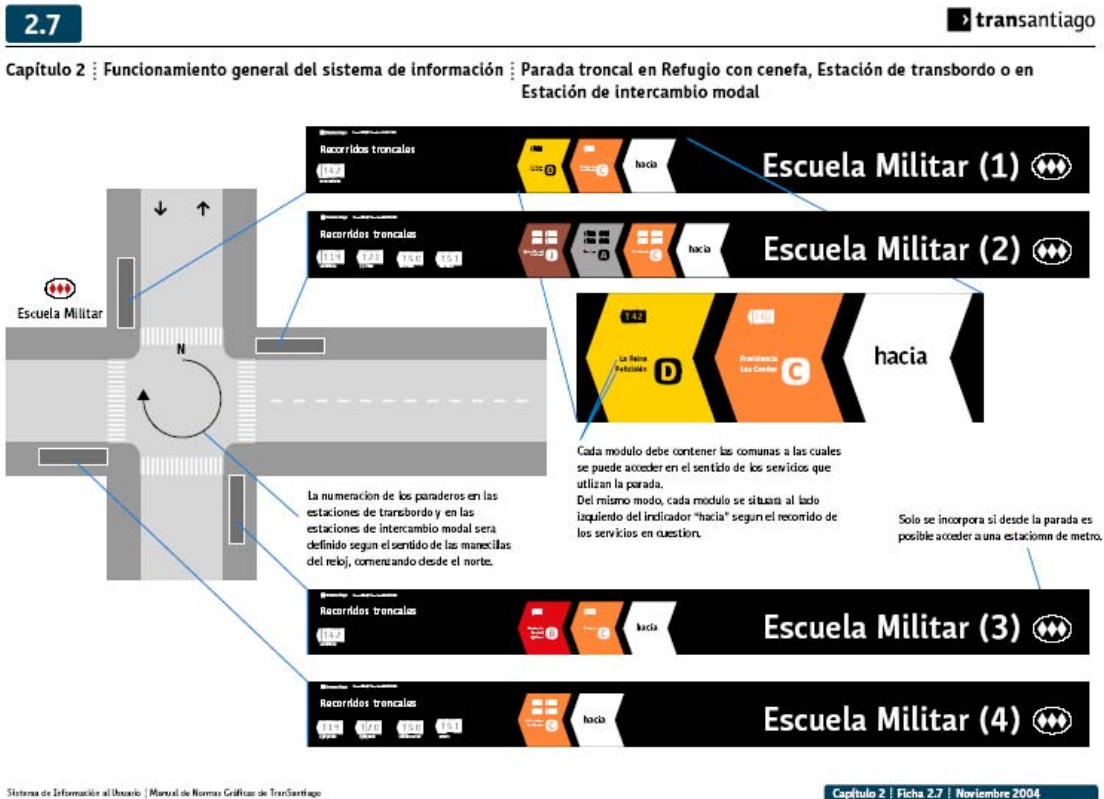 2.7
transantiago
Capítulo 2 ⋮ Funcionamiento general del sistema de información ⋮ Parada troncal en Refugio con cenefa, Estación de transbordo o en
Estación de intercambio modal
Recorridos troncales
142
D
C
hacia
Escuela Militar (1)
Recorridos troncales
J
A
C
hacia
Escuela Militar (2)
Escuela Militar
N
142
La Reina
Peñalolén
D
Providencia
Las Condes
C
hacia
Cada modulo debe contener las comunas a las cuales
se puede acceder en el sentido de los servicios que
utilizan la parada.
Del mismo modo, cada modulo se situara al lado
izquierdo del indicador "hacia" segun el recorrido de
los servicios en cuestion.
La numeracion de los paraderos en las
estaciones de transbordo y en las
estaciones de intercambio modal sera
definido segun el sentido de las manecillas
del reloj, comenzando desde el norte.
Solo se incorpora si desde la parada es
posible acceder a una estaciomn de metro.
Recorridos troncales
142
B
C
hacia
Escuela Militar (3)
Recorridos troncales
C
hacia
Escuela Militar (4)
Sistema de Información al Usuario | Manual de Normas Gráficas de TranSantiago
Capítulo 2 ⋮ Ficha 2.7 ⋮ Noviembre 2004